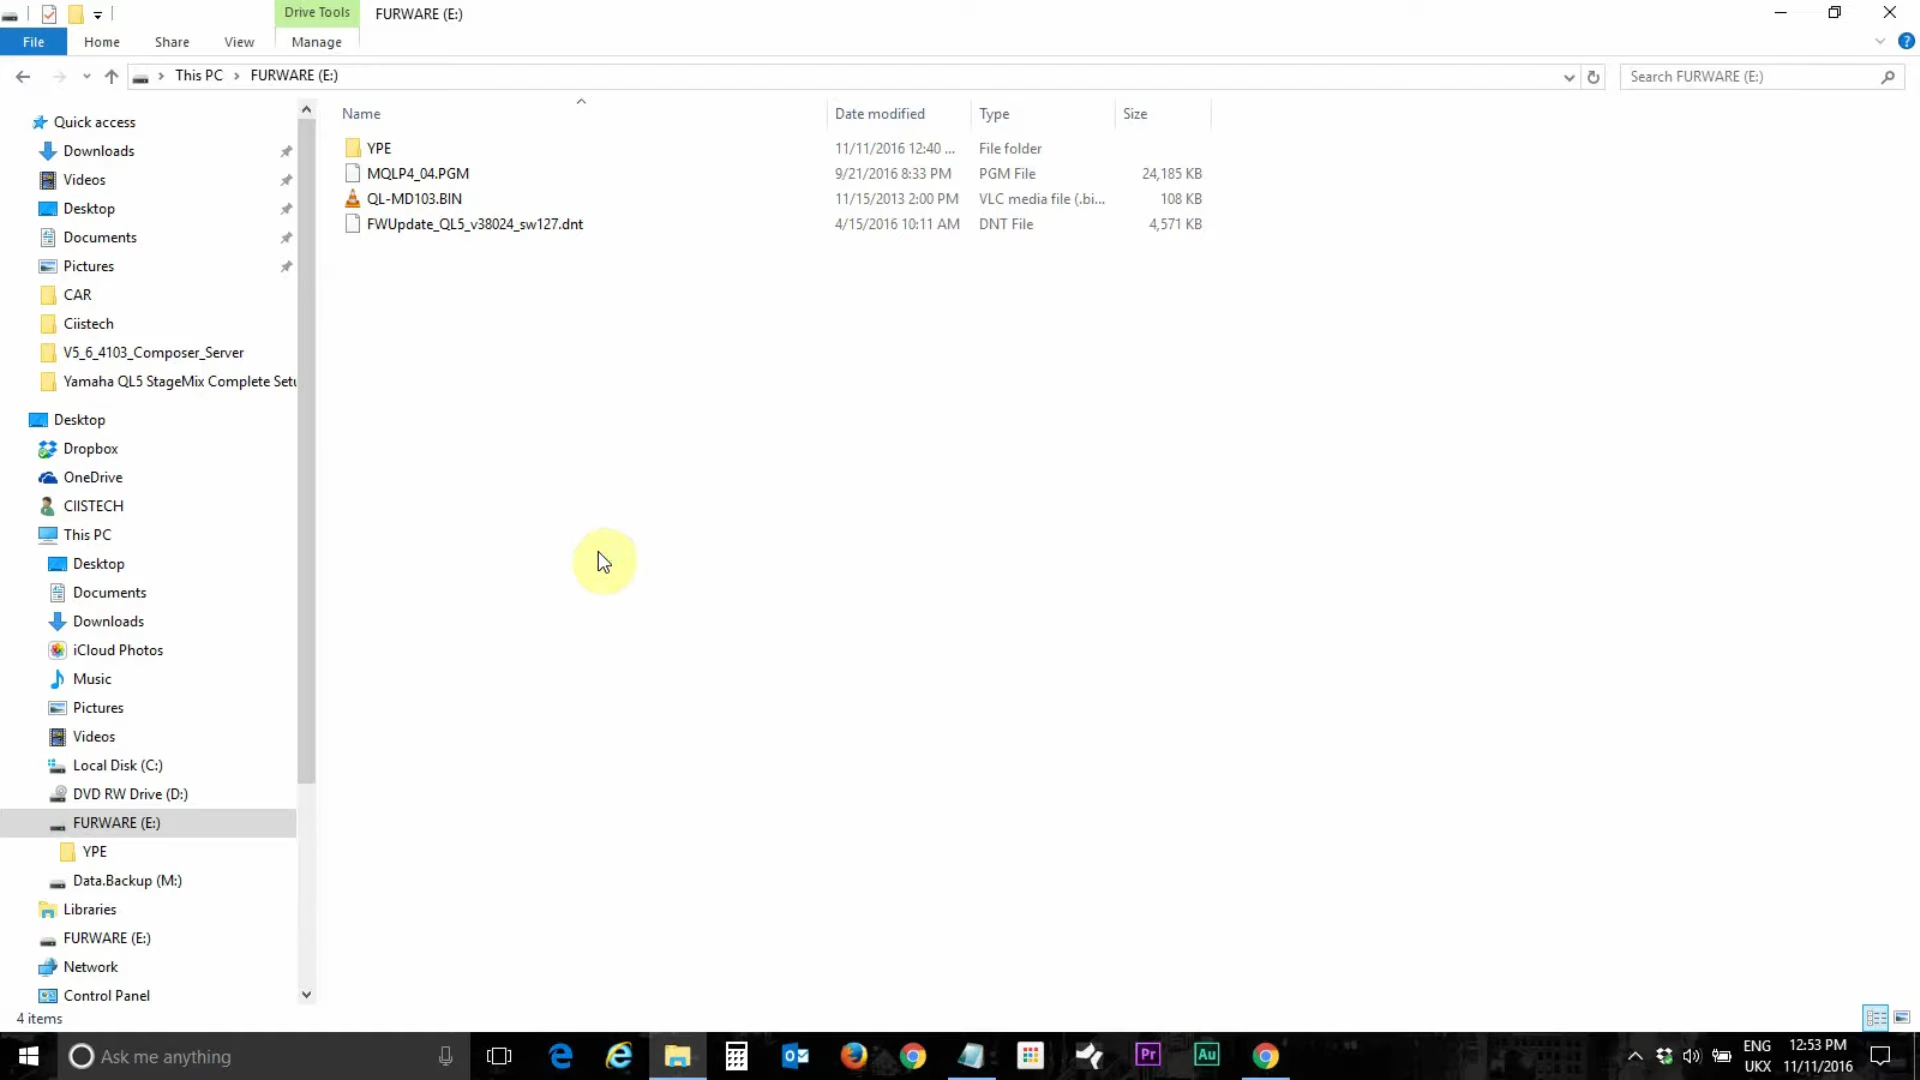 Drive Tools
FURWARE (E:)
File
Home
Share
View
Manage
This PC
FURWARE (E:)
Search FURWARE (E:)
Name
Date modified
Type
Size
YPE
11/11/2016 12:40 ...
File folder
MQLP4_04.PGM
9/21/2016 8:33 PM
PGM File
24,185 KB
QL-MD103.BIN
11/15/2013 2:00 PM
VLC media file (.bi...
108 KB
FWUpdate_QL5_v38024_sw127.dnt
4/15/2016 10:11 AM
DNT File
4,571 KB
Quick access
Downloads
Videos
Desktop
Documents
Pictures
CAR
Ciistech
V5_6_4103_Composer_Server
Yamaha QL5 StageMix Complete Setu
Desktop
Dropbox
OneDrive
CIISTECH
This PC
Desktop
Documents
Downloads
iCloud Photos
Music
Pictures
Videos
Local Disk (C:)
DVD RW Drive (D:)
FURWARE (E:)
YPE
Data.Backup (M:)
Libraries
FURWARE (E:)
Network
Control Panel
4 items
Ask me anything
Pr
Au
ENG
UKX
12:53 PM
11/11/2016